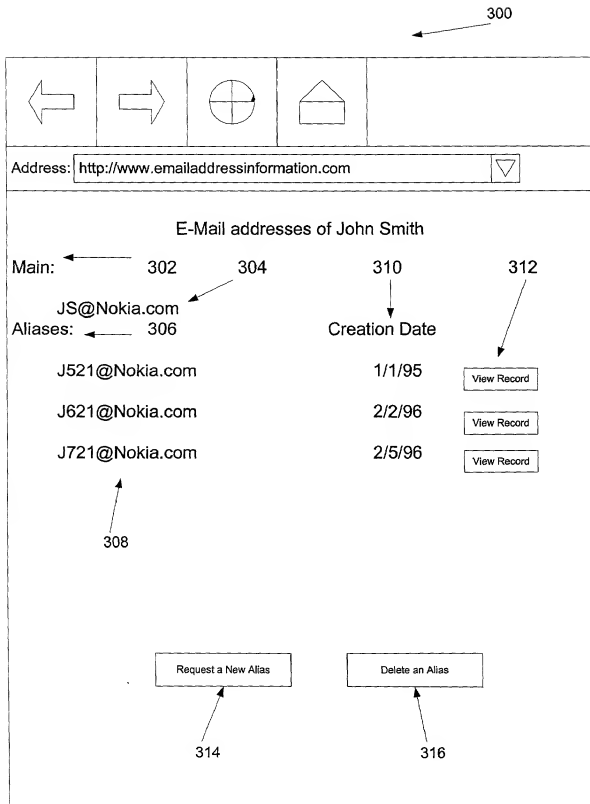 300
Address: http://www.emailaddressinformation.com
E-Mail addresses of John Smith
Main: 302 304 310 312
JS@Nokia.com
Aliases: 306 Creation Date
J521@Nokia.com 1/1/95 View Record
J621@Nokia.com 2/2/96 View Record
J721@Nokia.com 2/5/96 View Record
308
Request a New Alias Delete an Alias
314 316